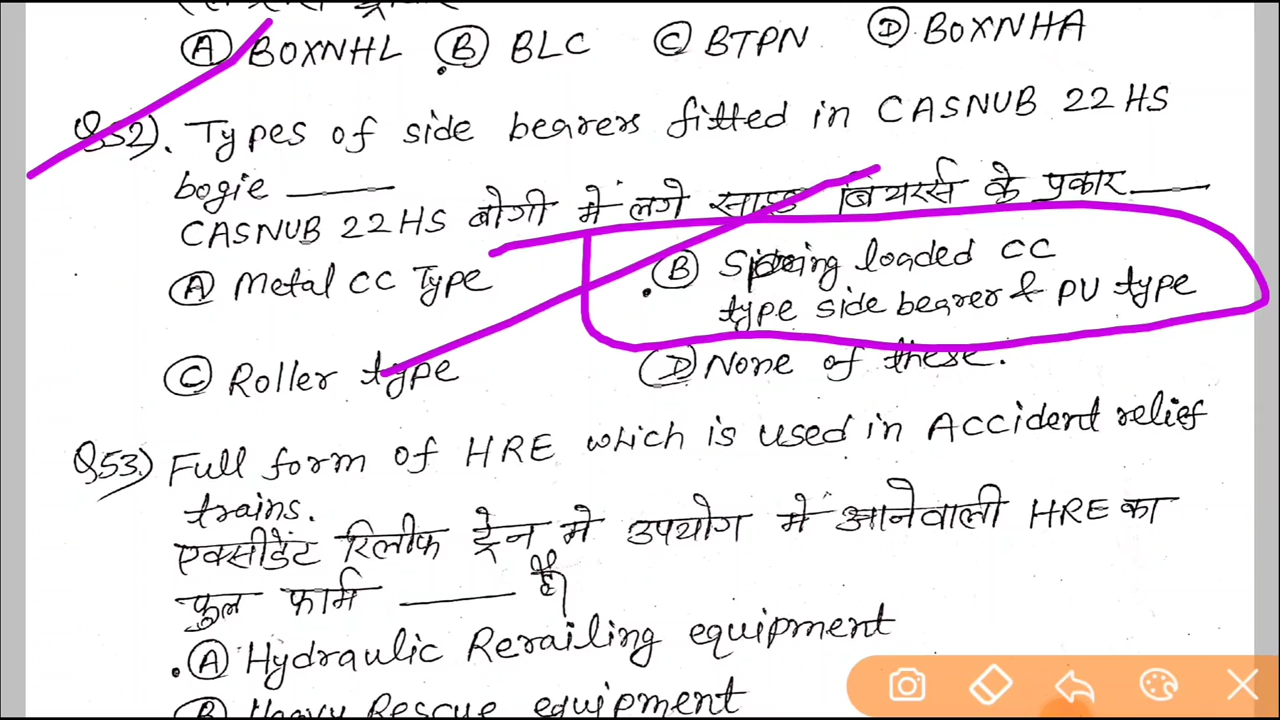 (A) BOXNHL (B) BLC (C) BTPN (D) BOXNHA
Q52). Types of side bearers fitted in CASNUB 22 HS
bogie ———
CASNUB 22 HS बोगी में लगे साइड बियरर्स के प्रकार ———
(A) Metal CC Type (B) Spring loaded CC
type side bearer & PU type
(C) Roller type (D) None of these.
Q53.) Full form of HRE which is used in Accident relief
trains.
एक्सीडेंट रिलीफ ट्रेन मे उपयोग में आनेवाली HRE का
फुल फार्म ——— है
(A) Hydraulic Rerailing equipment
(B) Heavy Rescue equipment